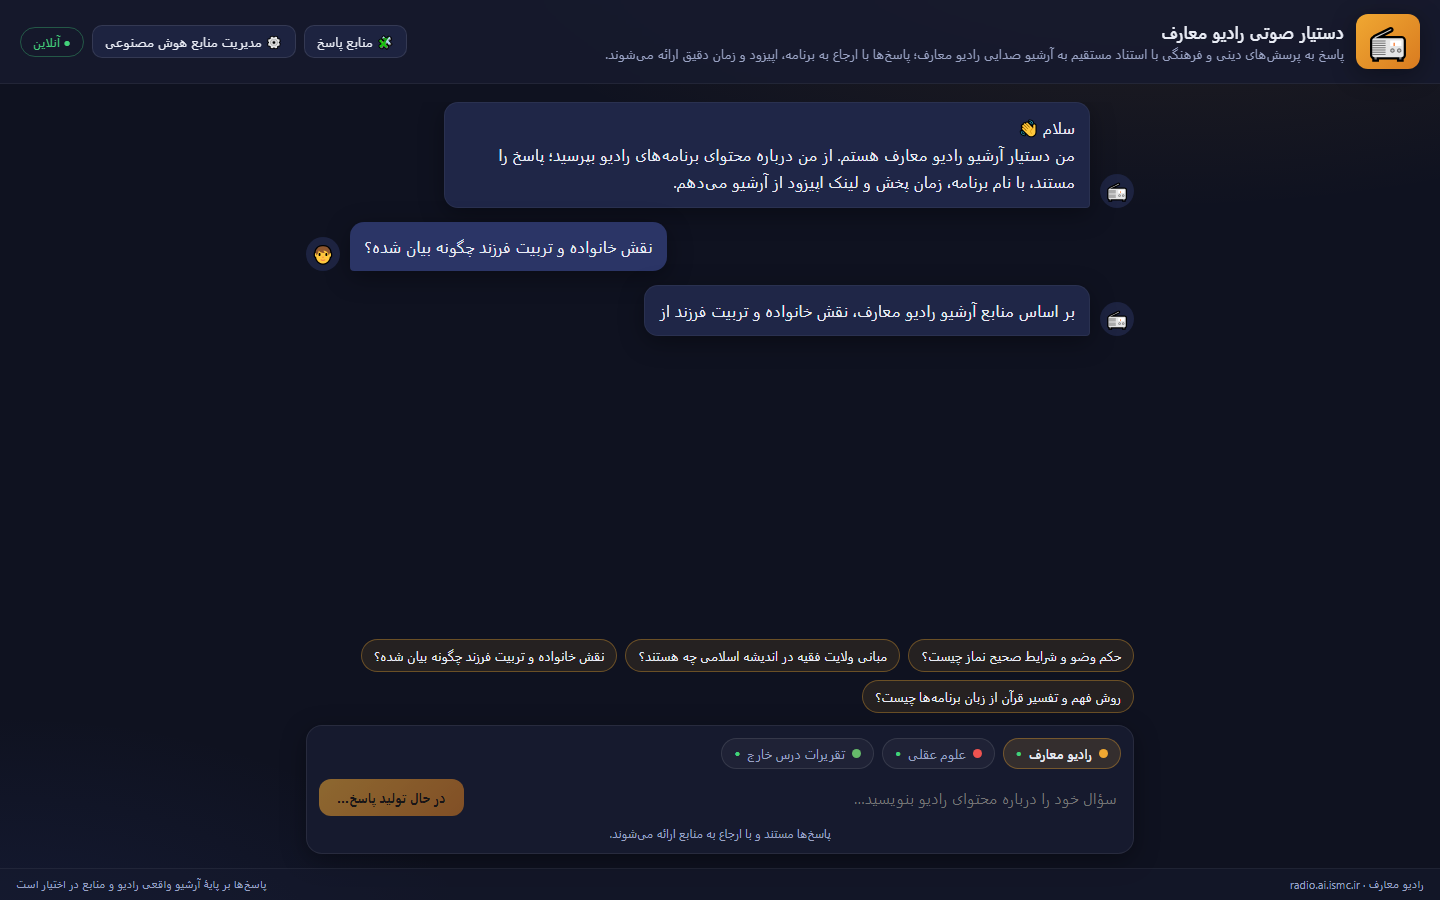 دستیار صوتی رادیو معارف
پاسخ به پرسش‌های دینی و فرهنگی با استناد مستقیم به آرشیو صدایی رادیو معارف؛ پاسخ‌ها با ارجاع به برنامه، اپیزود و زمان دقیق ارائه می‌شوند.
منابع پاسخ
مدیریت منابع هوش مصنوعی
آنلاین
سلام
من دستیار آرشیو رادیو معارف هستم. از من درباره محتوای برنامه‌های رادیو بپرسید؛ پاسخ را
مستند، با نام برنامه، زمان پخش و لینک اپیزود از آرشیو می‌دهم.
نقش خانواده و تربیت فرزند چگونه بیان شده؟
بر اساس منابع آرشیو رادیو معارف، نقش خانواده و تربیت فرزند از
حکم وضو و شرایط صحیح نماز چیست؟
مبانی ولایت فقیه در اندیشه اسلامی چه هستند؟
نقش خانواده و تربیت فرزند چگونه بیان شده؟
روش فهم و تفسیر قرآن از زبان برنامه‌ها چیست؟
رادیو معارف
علوم عقلی
تقریرات درس خارج
سؤال خود را درباره محتوای رادیو بنویسید...
در حال تولید پاسخ...
پاسخ‌ها مستند و با ارجاع به منابع ارائه می‌شوند.
رادیو معارف · radio.ai.ismc.ir
پاسخ‌ها بر پایهٔ آرشیو واقعی رادیو و منابع در اختیار است